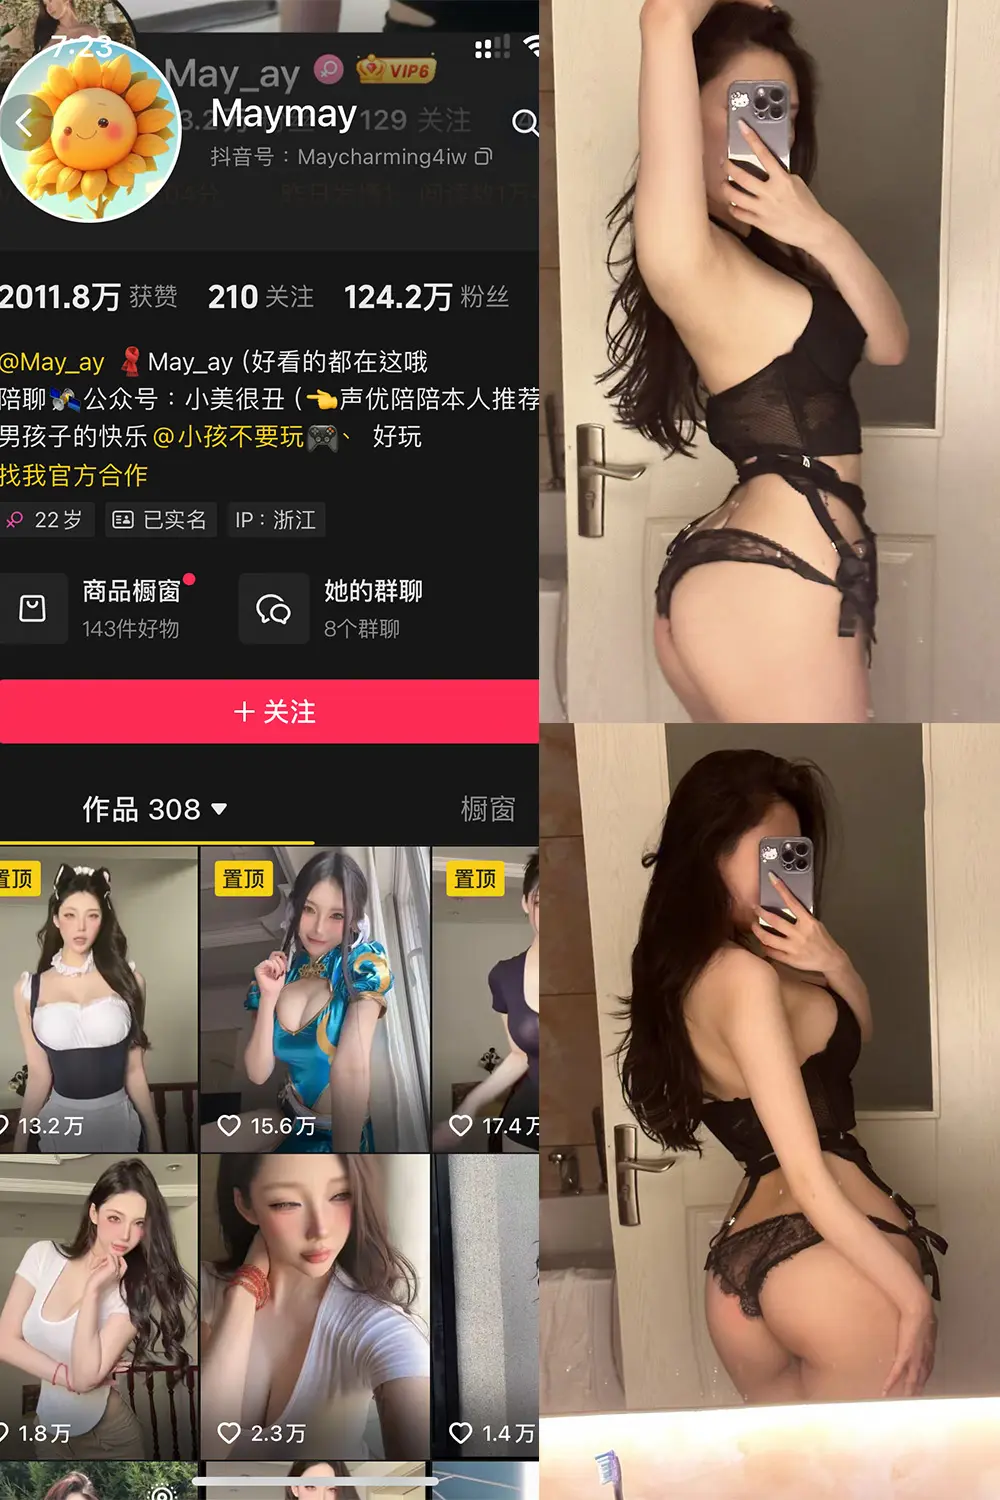 7:23
May_ay VIP6
Maymay
129 关注
抖音号：Maycharming4iw
2011.8万 获赞 210 关注 124.2万 粉丝
@May_ay May_ay (好看的都在这哦
陪聊 公众号：小美很丑 (👈声优陪陪本人推荐
男孩子的快乐 @小孩不要玩🎮、 好玩
找我官方合作
22岁 已实名 IP：浙江
商品橱窗 她的群聊
143件好物 8个群聊
+ 关注
作品 308 橱窗
置顶 置顶 置顶
13.2万 15.6万 17.4万
1.8万 2.3万 1.4万